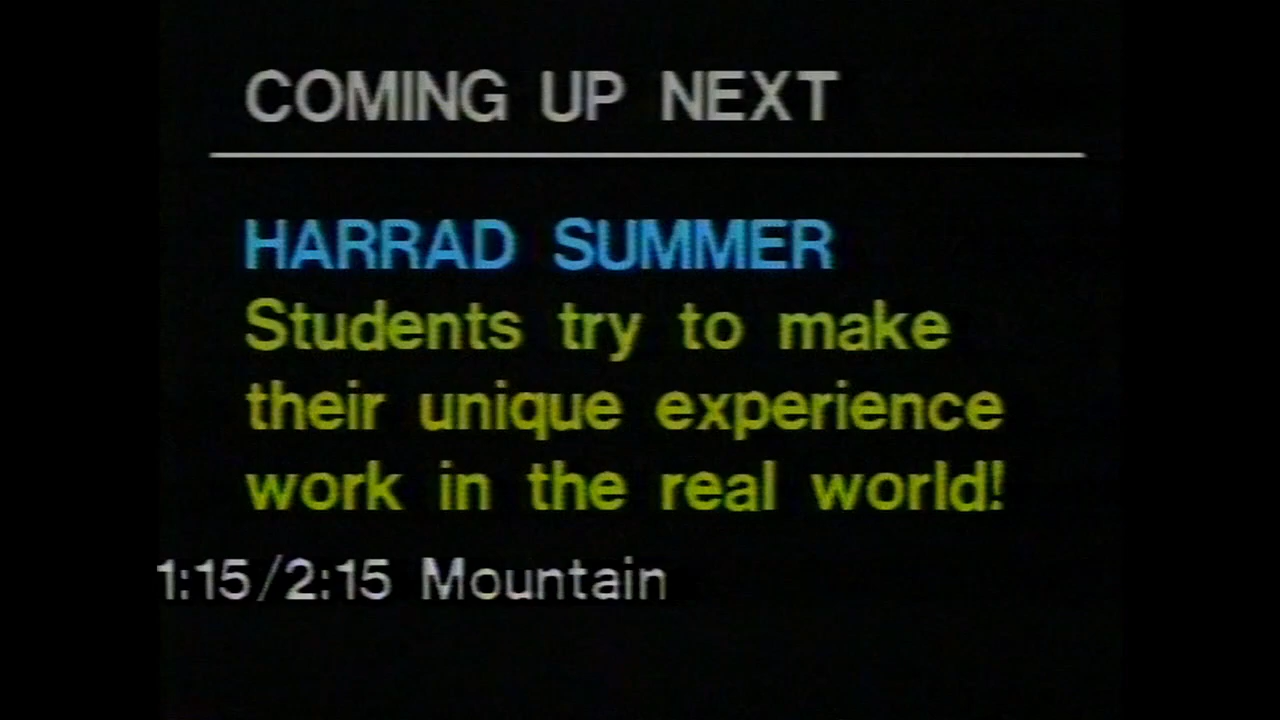 COMING UP NEXT
HARRAD SUMMER
Students try to make
their unique experience
work in the real world!
1:15/2:15 Mountain